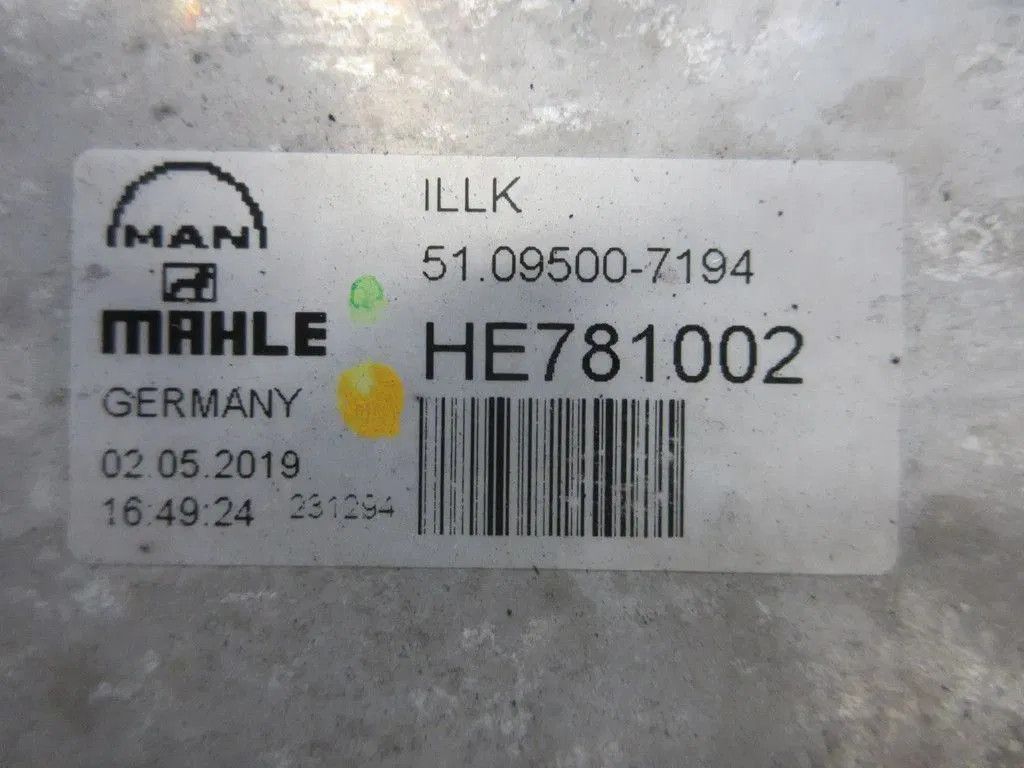 MAN
MAHLE
GERMANY
02.05.2019
16:49:24 231294
ILLK
51.09500-7194
HE781002